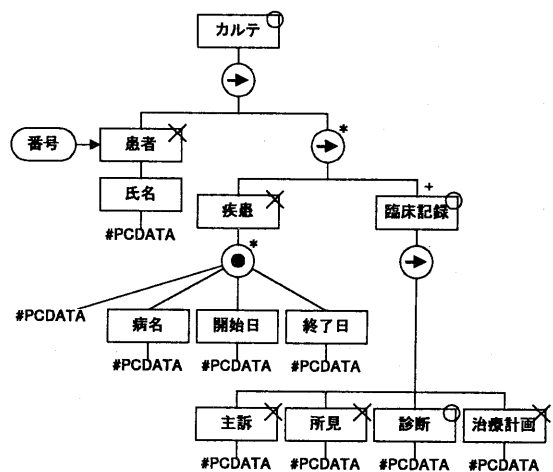 カルテ
番号
患者
*
氏名
疾患
+
臨床記録
#PCDATA
*
#PCDATA
病名
開始日
終了日
#PCDATA
#PCDATA
#PCDATA
主訴
所見
診断
治療計画
#PCDATA
#PCDATA
#PCDATA
#PCDATA